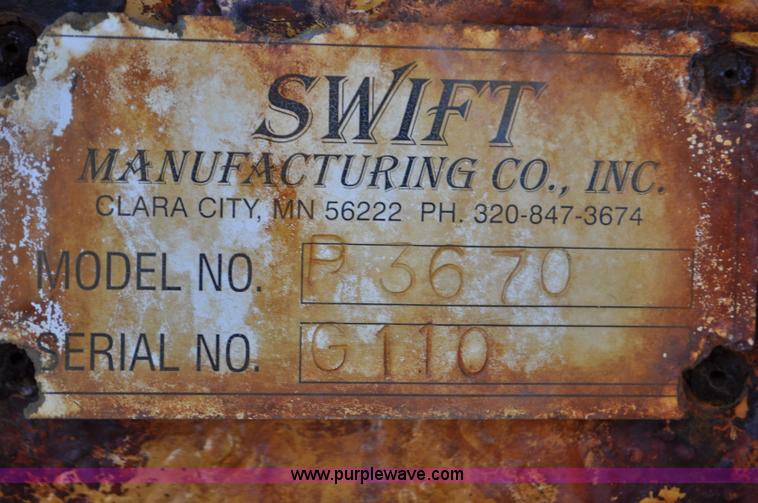 SWIFT
MANUFACTURING CO., INC.
CLARA CITY, MN 56222 PH. 320-847-3674
MODEL NO. P 3670
SERIAL NO. G110
www.purplewave.com